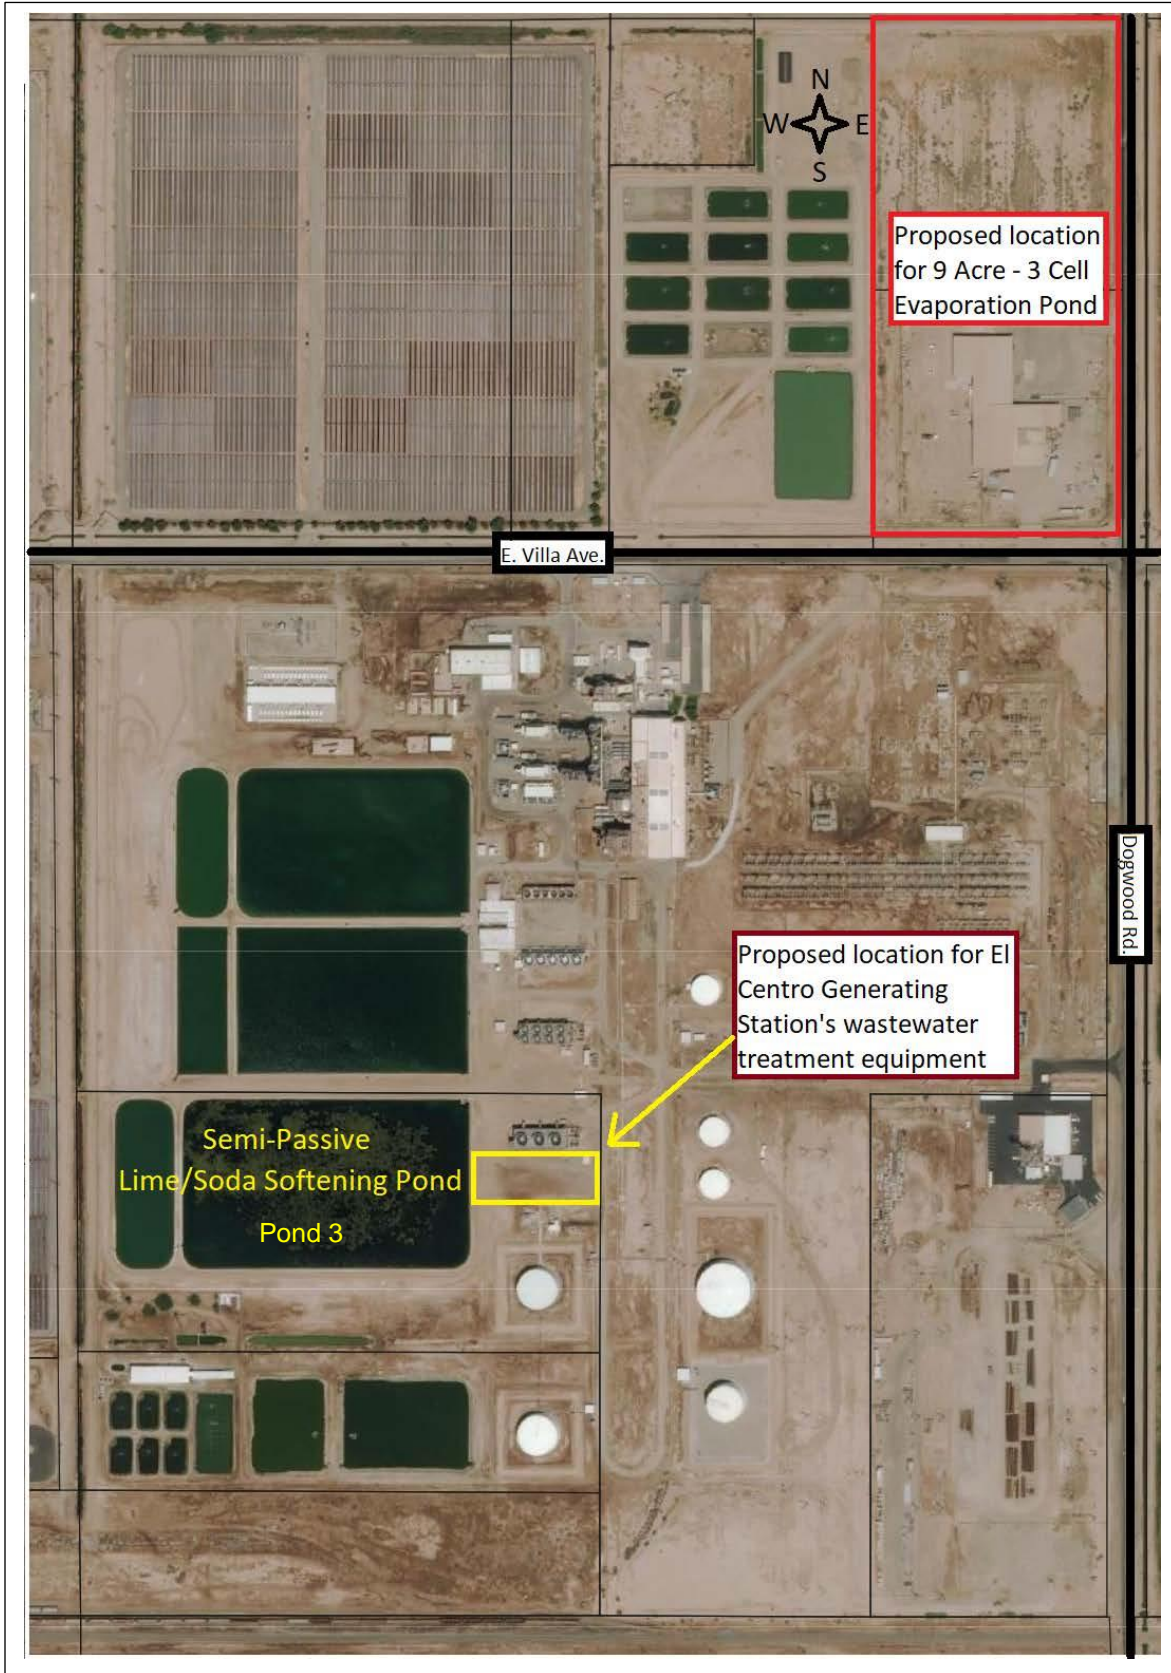 N
W E
S
Proposed location
for 9 Acre - 3 Cell
Evaporation Pond
E. Villa Ave.
Dogwood Rd.
Proposed location for El
Centro Generating
Station's wastewater
treatment equipment
Semi-Passive
Lime/Soda Softening Pond
Pond 3